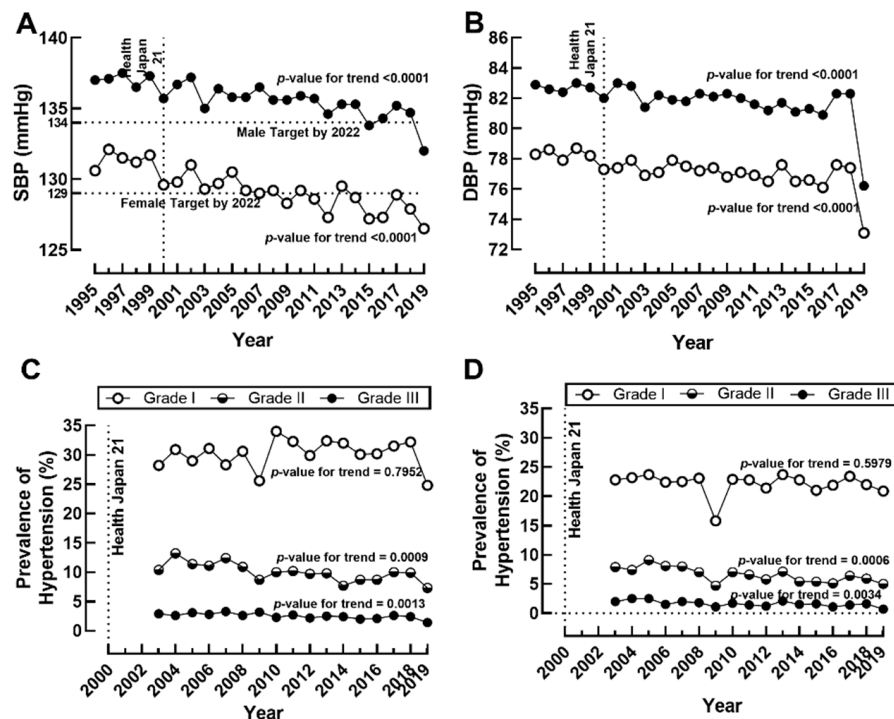 A
SBP (mmHg)
140
135
134
130
129
125
Health
Japan
21
p-value for trend <0.0001
Male Target by 2022
Female Target by 2022
p-value for trend <0.0001
1995
1997
1999
2001
2003
2005
2007
2009
2011
2013
2015
2017
2019
Year
B
DBP (mmHg)
86
84
82
80
78
76
74
72
Health
Japan 21
p-value for trend <0.0001
p-value for trend <0.0001
1995
1997
1999
2001
2003
2005
2007
2009
2011
2013
2015
2017
2019
Year
C
Grade I Grade II Grade III
Prevalence of
Hypertension (%)
35
30
25
20
15
10
5
0
Health Japan 21
p-value for trend = 0.7952
p-value for trend = 0.0009
p-value for trend = 0.0013
2000
2002
2004
2006
2008
2010
2012
2014
2016
2018
2019
Year
D
Grade I Grade II Grade III
Prevalence of
Hypertension (%)
35
30
25
20
15
10
5
0
Health Japan 21
p-value for trend = 0.5979
p-value for trend = 0.0006
p-value for trend = 0.0034
2000
2002
2004
2006
2008
2010
2012
2014
2016
2018
2019
Year